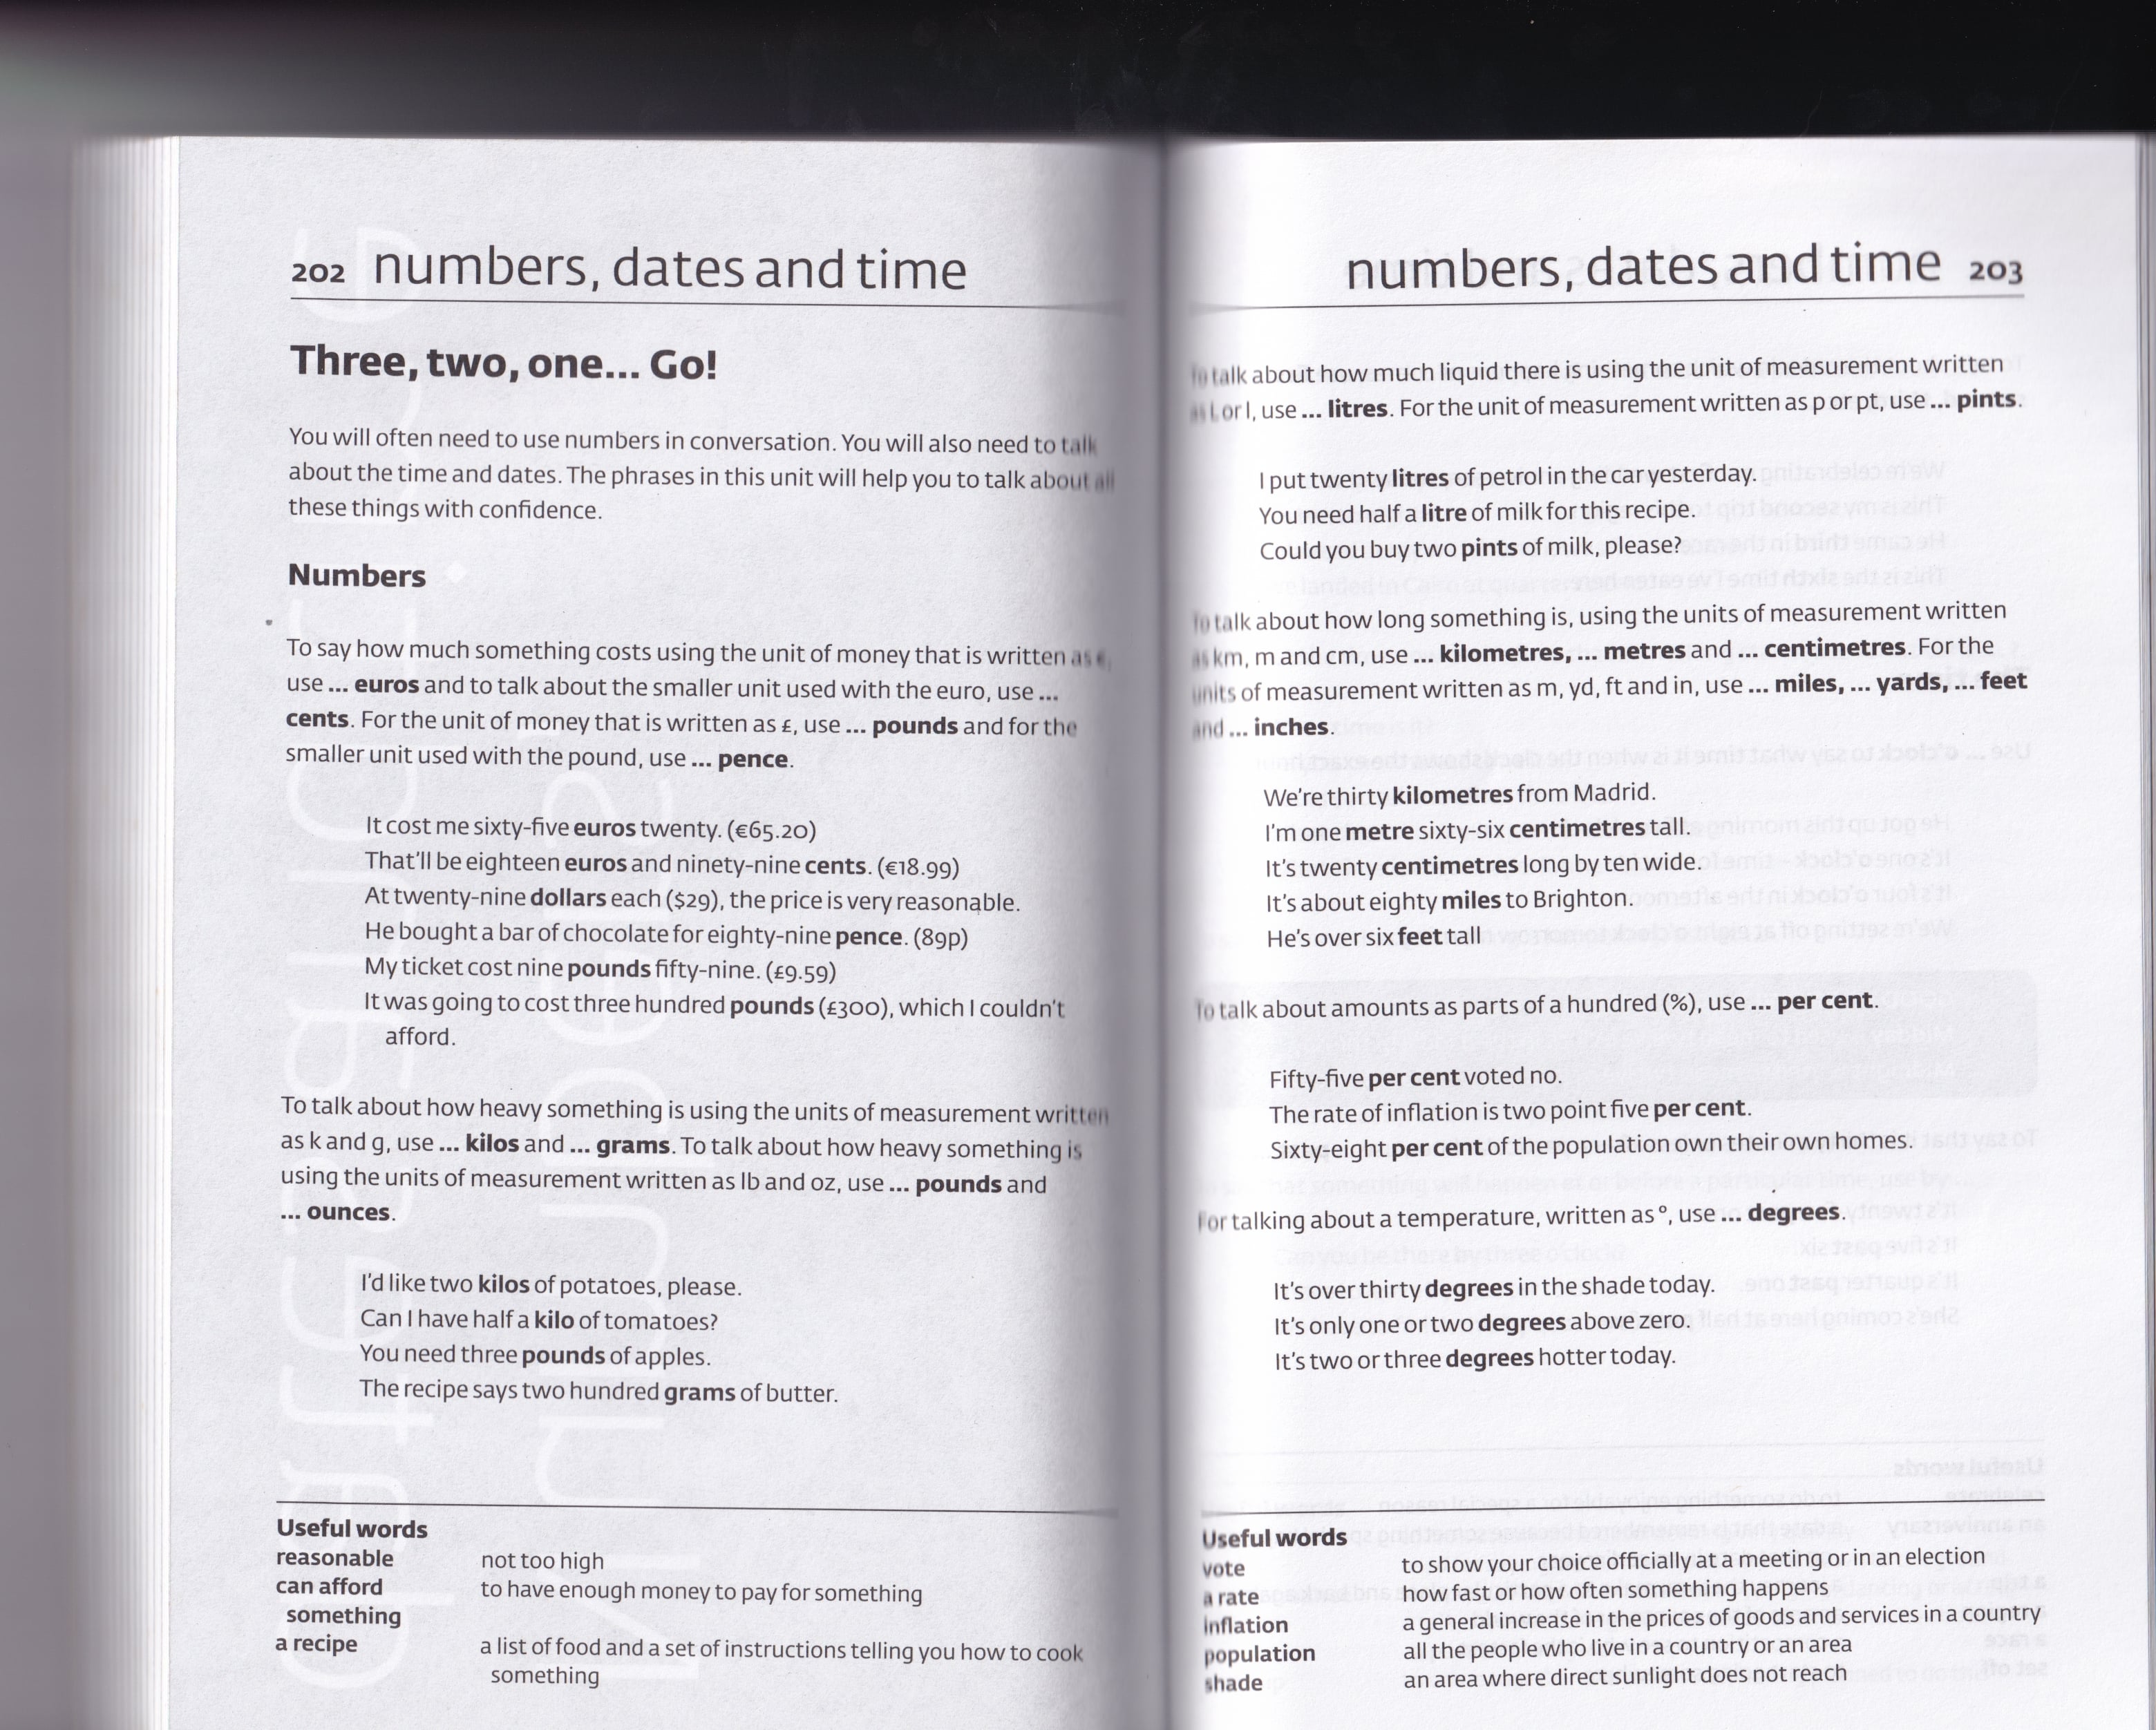 202 numbers, dates and time
Three, two, one... Go!
You will often need to use numbers in conversation. You will also need to talk
about the time and dates. The phrases in this unit will help you to talk about all
these things with confidence.
Numbers
To say how much something costs using the unit of money that is written as €,
use ... euros and to talk about the smaller unit used with the euro, use ...
cents. For the unit of money that is written as £, use ... pounds and for the
smaller unit used with the pound, use ... pence.
It cost me sixty-five euros twenty. (€65.20)
That'll be eighteen euros and ninety-nine cents. (€18.99)
At twenty-nine dollars each ($29), the price is very reasonable.
He bought a bar of chocolate for eighty-nine pence. (89p)
My ticket cost nine pounds fifty-nine. (£9.59)
It was going to cost three hundred pounds (£300), which I couldn't
afford.
To talk about how heavy something is using the units of measurement written
as k and g, use ... kilos and ... grams. To talk about how heavy something is
using the units of measurement written as lb and oz, use ... pounds and
... ounces.
I'd like two kilos of potatoes, please.
Can I have half a kilo of tomatoes?
You need three pounds of apples.
The recipe says two hundred grams of butter.
Useful words
reasonable not too high
can afford to have enough money to pay for something
something
a recipe a list of food and a set of instructions telling you how to cook
something
numbers, dates and time 203
To talk about how much liquid there is using the unit of measurement written
as L or l, use ... litres. For the unit of measurement written as p or pt, use ... pints.
I put twenty litres of petrol in the car yesterday.
You need half a litre of milk for this recipe.
Could you buy two pints of milk, please?
To talk about how long something is, using the units of measurement written
as km, m and cm, use ... kilometres, ... metres and ... centimetres. For the
units of measurement written as m, yd, ft and in, use ... miles, ... yards, ... feet
and ... inches.
We're thirty kilometres from Madrid.
I'm one metre sixty-six centimetres tall.
It's twenty centimetres long by ten wide.
It's about eighty miles to Brighton.
He's over six feet tall
To talk about amounts as parts of a hundred (%), use ... per cent.
Fifty-five per cent voted no.
The rate of inflation is two point five per cent.
Sixty-eight per cent of the population own their own homes.
For talking about a temperature, written as °, use ... degrees.
It's over thirty degrees in the shade today.
It's only one or two degrees above zero.
It's two or three degrees hotter today.
Useful words
vote to show your choice officially at a meeting or in an election
a rate how fast or how often something happens
inflation a general increase in the prices of goods and services in a country
population all the people who live in a country or an area
shade an area where direct sunlight does not reach